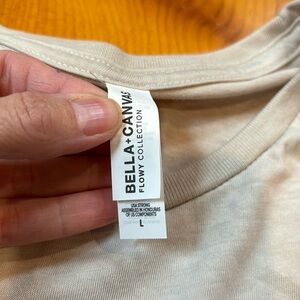 BELLA+CANVAS
FLOWY COLLECTION
USA STRONG
ASSEMBLED IN HONDURAS
OF US COMPONENTS
L